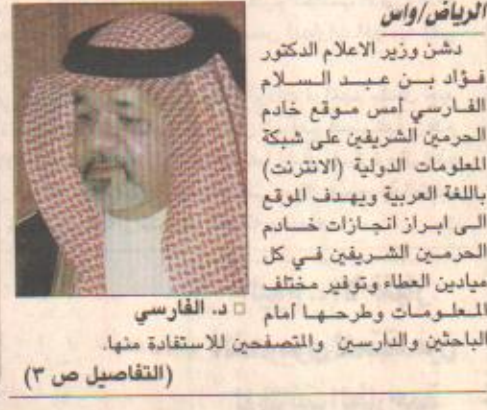 الرياض/واس
دشن وزير الاعلام الدكتور
فؤاد بن عبد السلام
الفارسي أمس موقع خادم
الحرمين الشريفين على شبكة
المعلومات الدولية (الانترنت)
باللغة العربية ويهدف الموقع
الى ابراز انجازات خادم
الحرمين الشريفين في كل
ميادين العطاء وتوفير مختلف
المعلومات وطرحها أمام
الباحثين والدارسين والمتصفحين للاستفادة منها.
(التفاصيل ص ٣)
د. الفارسي